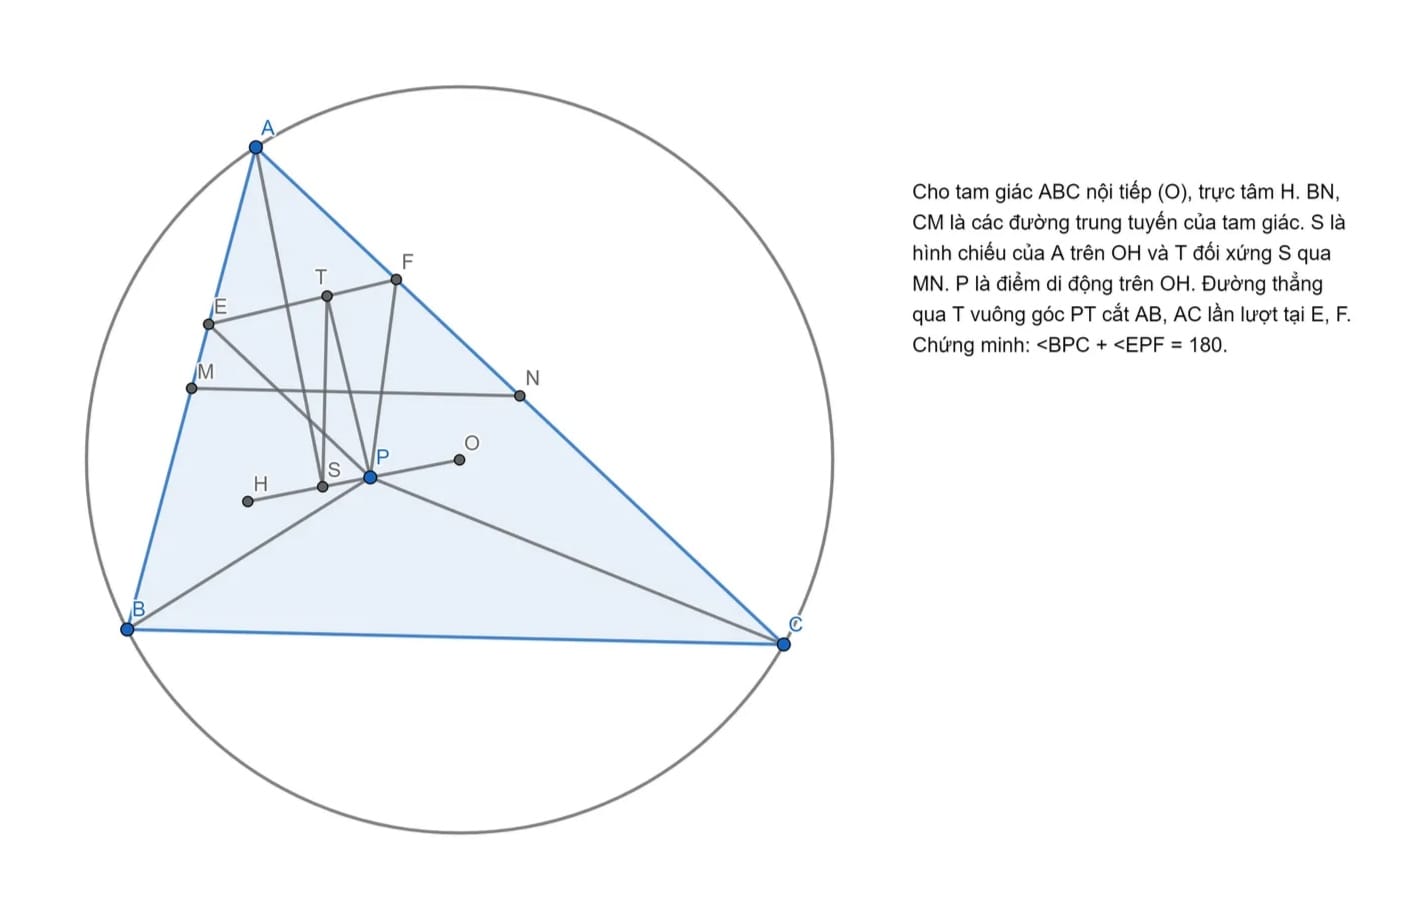 A
Cho tam giác ABC nội tiếp (O), trực tâm H. BN,
CM là các đường trung tuyến của tam giác. S là
hình chiếu của A trên OH và T đối xứng S qua
MN. P là điểm di động trên OH. Đường thẳng
qua T vuông góc PT cắt AB, AC lần lượt tại E, F.
Chứng minh: <BPC + <EPF = 180.
F
T
E
M
N
O
P
S
H
B
C